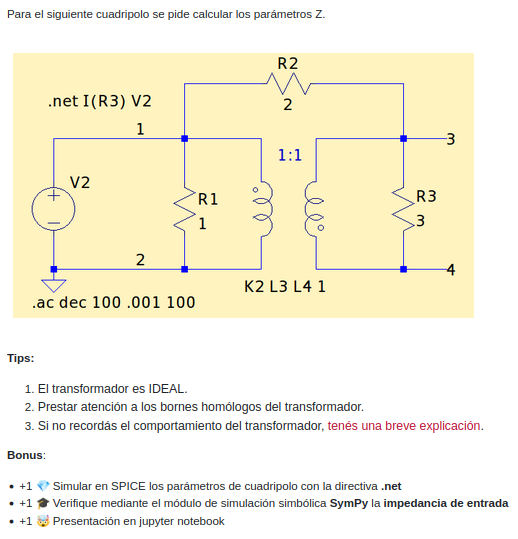 Para el siguiente cuadripolo se pide calcular los parámetros Z.
R2
.net I(R3) V2
2
1
3
1:1
V2
R1
R3
1
3
2
4
K2 L3 L4 1
.ac dec 100 .001 100
Tips:
1. El transformador es IDEAL.
2. Prestar atención a los bornes homólogos del transformador.
3. Si no recordás el comportamiento del transformador, tenés una breve explicación.
Bonus:
• +1 💎 Simular en SPICE los parámetros de cuadripolo con la directiva .net
• +1 🎓 Verifique mediante el módulo de simulación simbólica SymPy la impedancia de entrada
• +1 🤯 Presentación en jupyter notebook